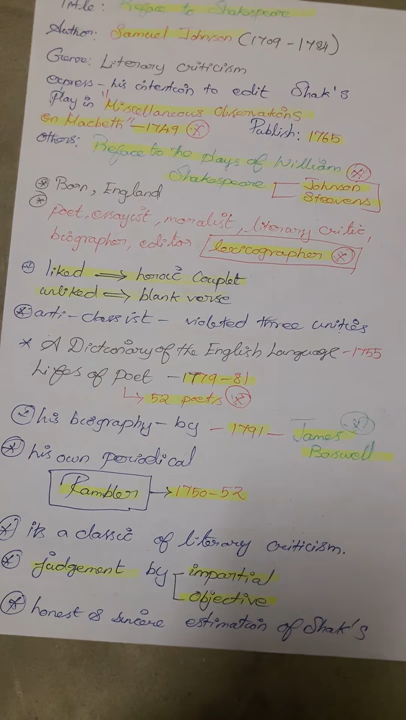 Title: Preface to Shakespeare
Author: Samuel Johnson (1709 - 1784)
Genre: Literary criticism
express - his intention to edit Shak's
Play in "Miscellaneous Observations
on Macbeth" - 1749 Publish: 1765
Others: Preface to the plays of William
Shakespeare Johnson
Steevens
Born, England
poet, essayist, moralist, literary critic,
biographer, editor lexicographer
liked ⟹ horoic Couplet
unliked ⟹ blank verse
anti-classist - violated three unities
* A Dictionary of the English Language - 1755
Lifes of Poet - 1779-81
↳ 52 poets
his biography - by - 1791 - James
Boswell
his own periodical
Rambler → 1750-52
its a classic of literary criticism.
judgement by impartial
objective
honest & sincere estimation of Shak's